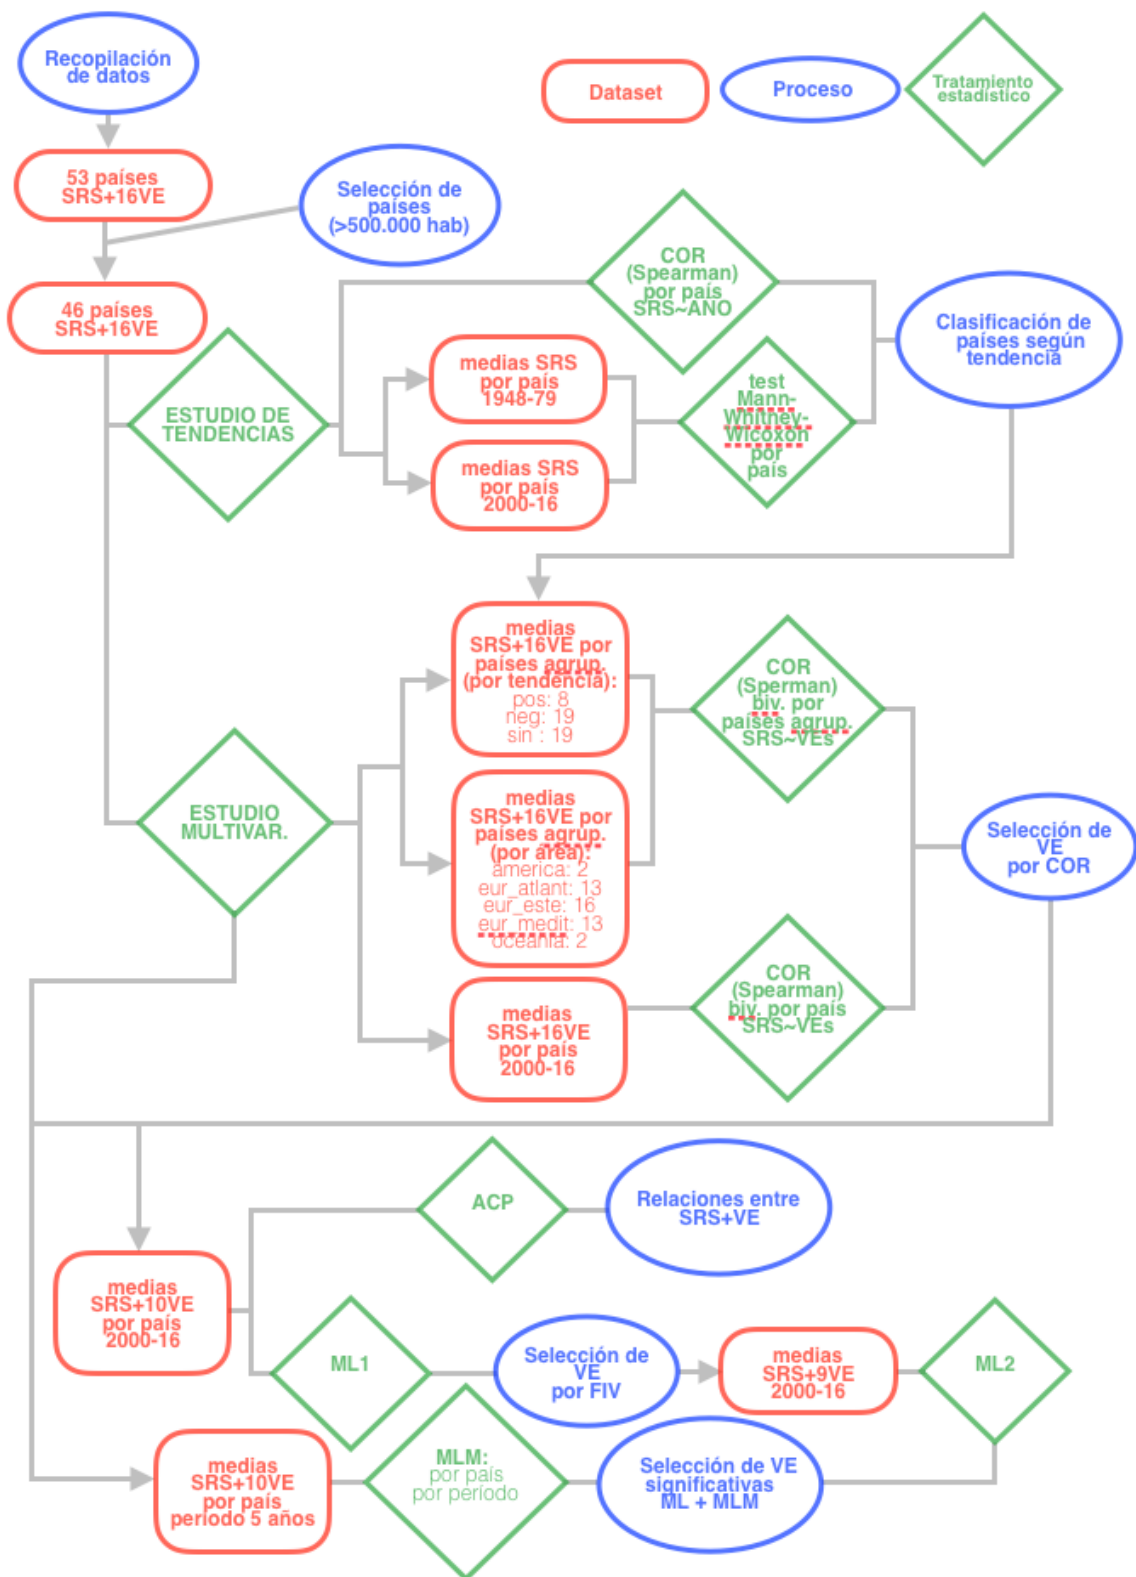 Recopilación
de datos
Dataset
Proceso
Tratamiento
estadístico
53 países
SRS+16VE
Selección de
países
(>500.000 hab)
46 países
SRS+16VE
COR
(Spearman)
por país
SRS~ANO
Clasificación de
países según
tendencia
medias SRS
por país
1948-79
test
Mann-
Whitney-
Wicoxon
por
país
ESTUDIO DE
TENDENCIAS
medias SRS
por país
2000-16
medias
SRS+16VE por
países agrup.
(por tendencia):
pos: 8
neg: 19
sin : 19
COR
(Sperman)
biv. por
países agrup.
SRS~VEs
ESTUDIO
MULTIVAR.
medias
SRS+16VE por
países agrup.
(por área):
america: 2
eur_atlant: 13
eur_este: 16
eur_medit: 13
oceania: 2
Selección de
VE
por COR
medias
SRS+16VE
por país
2000-16
COR
(Spearman)
biv. por país
SRS~VEs
ACP
Relaciones entre
SRS+VE
medias
SRS+10VE
por país
2000-16
ML1
Selección de
VE
por FIV
medias
SRS+9VE
2000-16
ML2
medias
SRS+10VE
por país
período 5 años
MLM:
por país
por período
Selección de VE
significativas
ML + MLM